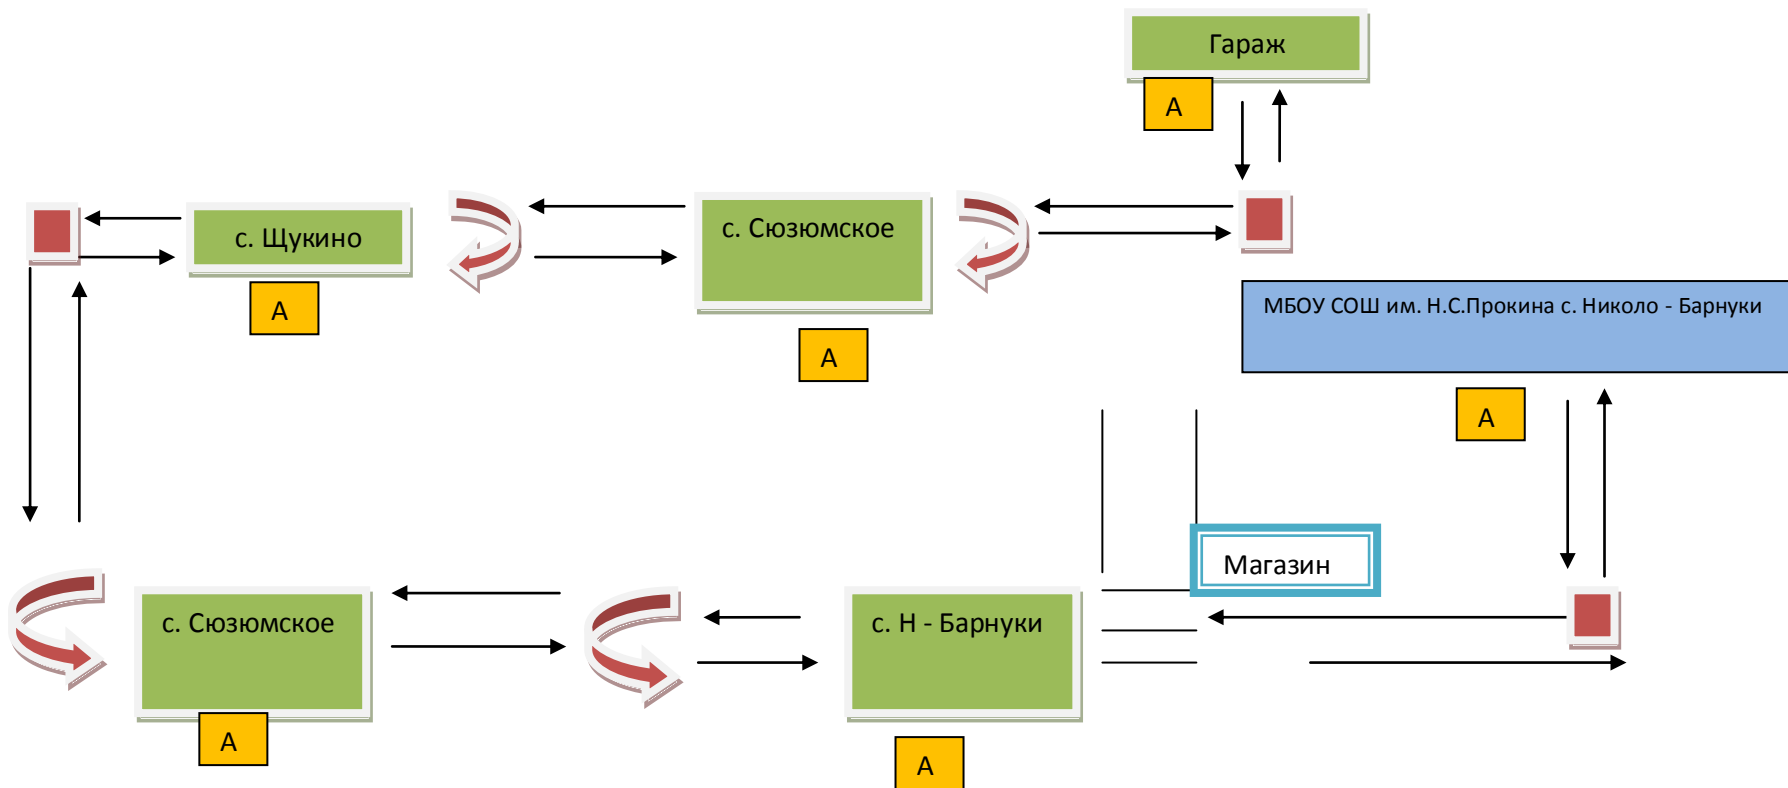 Гараж
А
с. Щукино
с. Сюзюмское
А
А
МБОУ СОШ им. Н.С.Прокина с. Николо - Барнуки
А
Магазин
с. Сюзюмское
с. Н - Барнуки
А
А